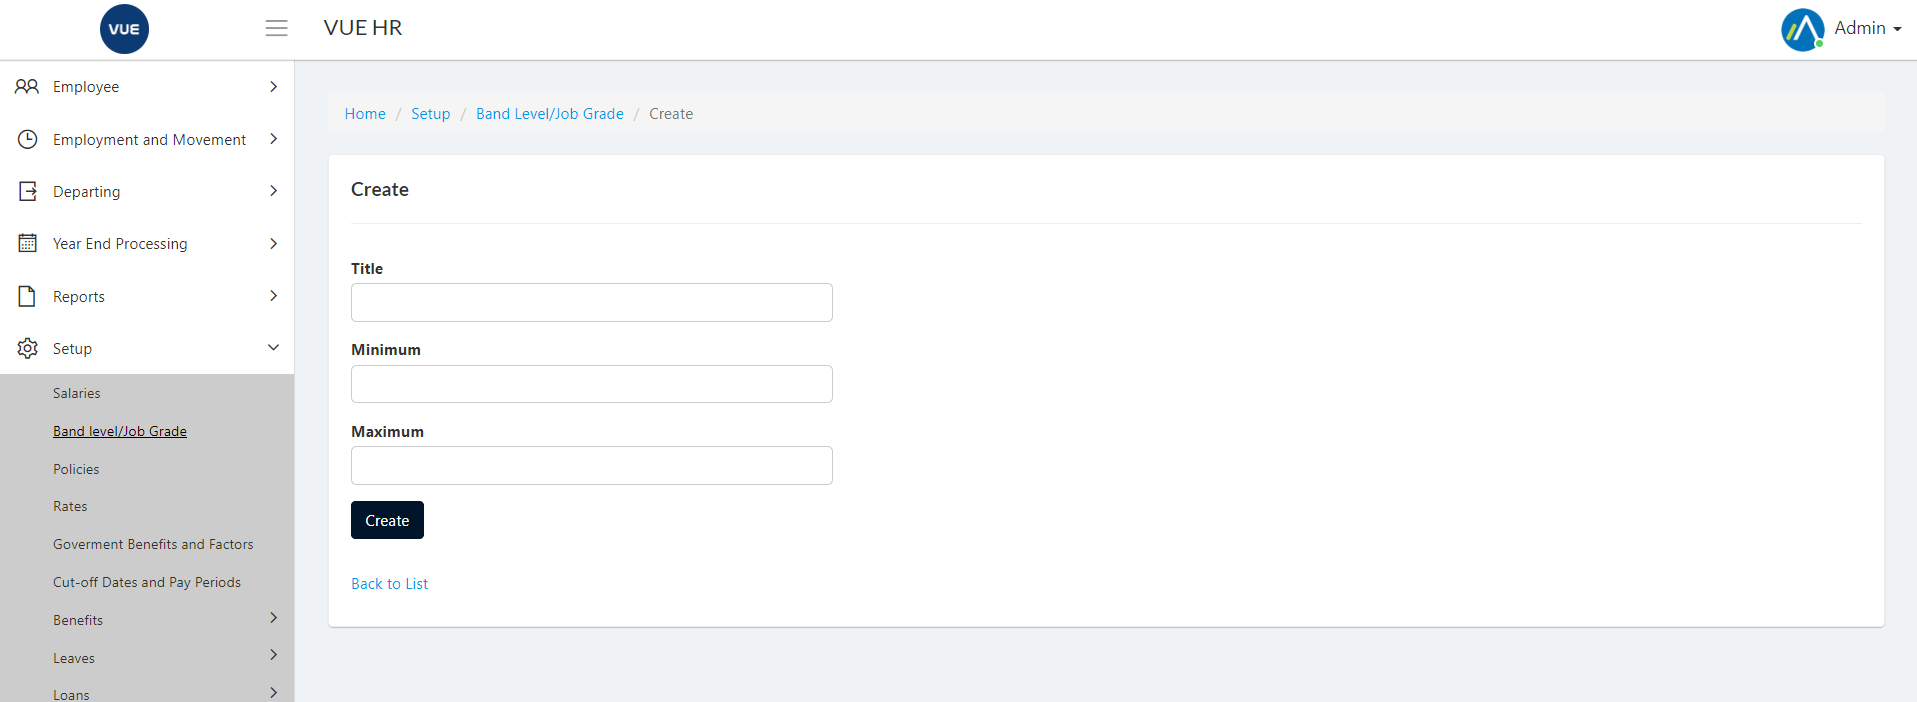 VUE
VUE HR
Admin
Employee
Employment and Movement
Departing
Year End Processing
Reports
Setup
Salaries
Band level/Job Grade
Policies
Rates
Goverment Benefits and Factors
Cut-off Dates and Pay Periods
Benefits
Leaves
Loans
Home / Setup / Band Level/Job Grade / Create
Create
Title
Minimum
Maximum
Create
Back to List